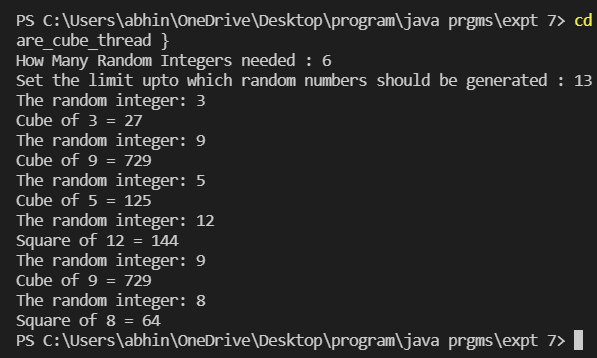 PS C:\Users\abhin\OneDrive\Desktop\program\java prgms\expt 7> cd
are_cube_thread }
How Many Random Integers needed : 6
Set the limit upto which random numbers should be generated : 13
The random integer: 3
Cube of 3 = 27
The random integer: 9
Cube of 9 = 729
The random integer: 5
Cube of 5 = 125
The random integer: 12
Square of 12 = 144
The random integer: 9
Cube of 9 = 729
The random integer: 8
Square of 8 = 64
PS C:\Users\abhin\OneDrive\Desktop\program\java prgms\expt 7>